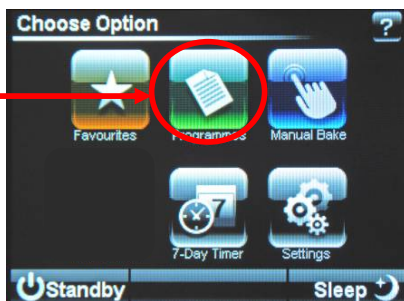 Choose Option
?
Favourites
Programmes
Manual Bake
7
7-Day Timer
Settings
Standby
Sleep